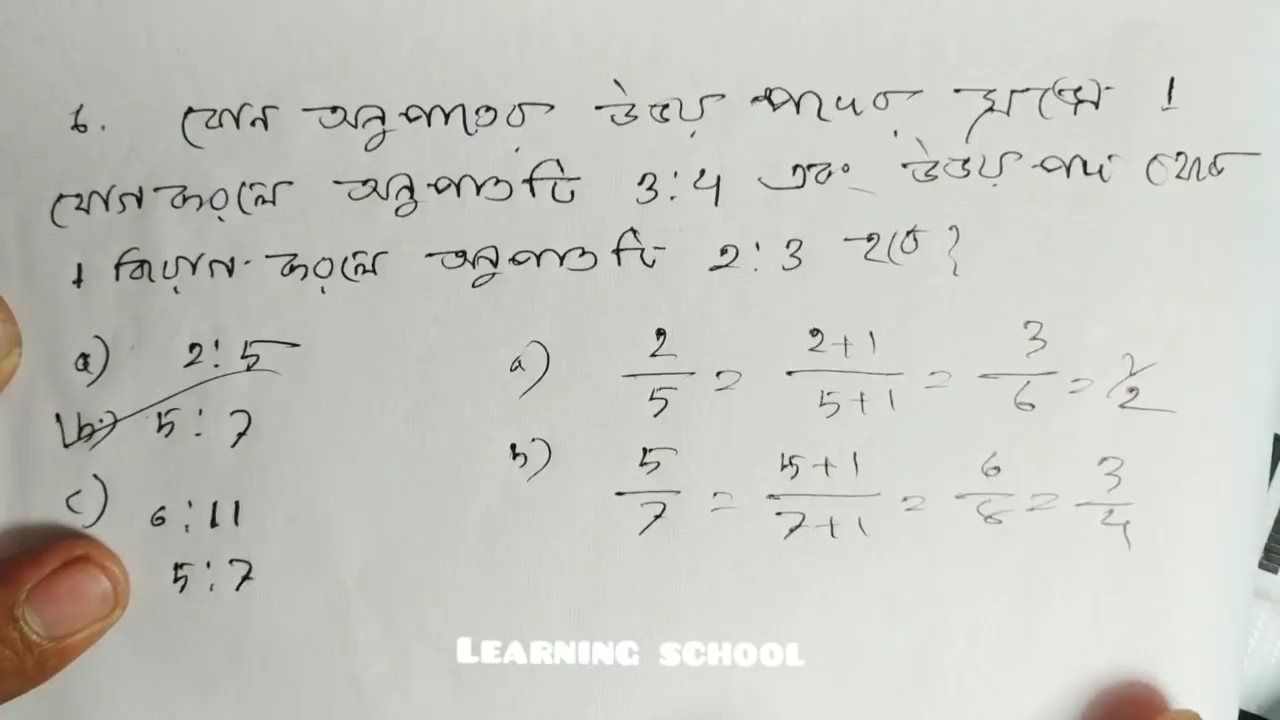 6. কোন অনুপাতের উভয় পদের সঙ্গে 1
যোগ করলে অনুপাতটি 3:4 এবং উভয় পদ থেকে
1 বিয়োগ করলে অনুপাতটি 2:3 হবে?
a) 2:5
b) 5:7
c) 6:11
5:7
a) 2/5 = 2+1/5+1 = 3/6 = 1/2
b) 5/7 = 5+1/7+1 = 6/8 = 3/4
LEARNING SCHOOL